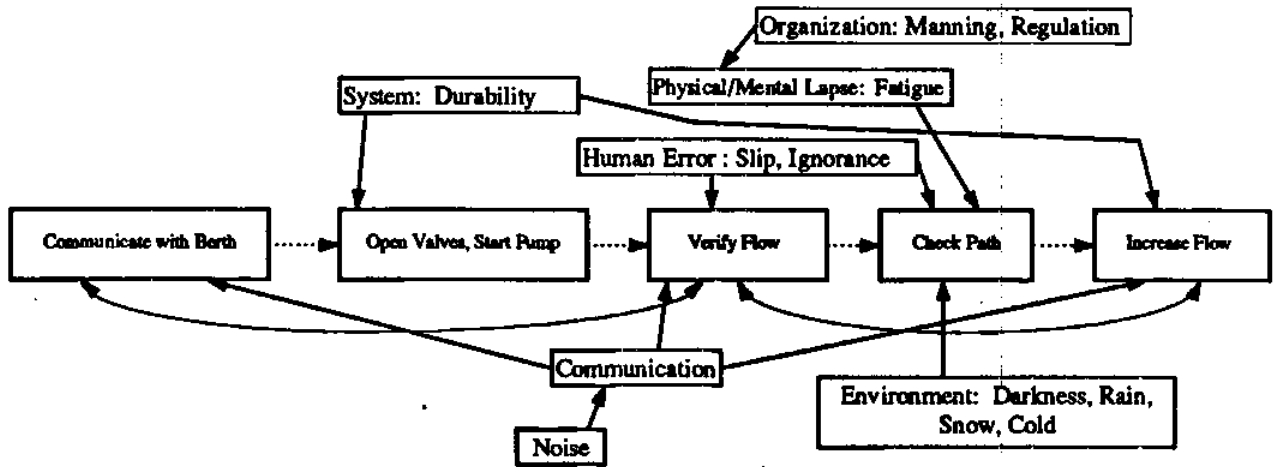 Organization: Manning, Regulation
Physical/Mental Lapse: Fatigue
System: Durability
Human Error : Slip, Ignorance
Communicate with Berth
Open Valves, Start Pump
Verify Flow
Check Path
Increase Flow
Communication
Environment: Darkness, Rain,
Snow, Cold
Noise